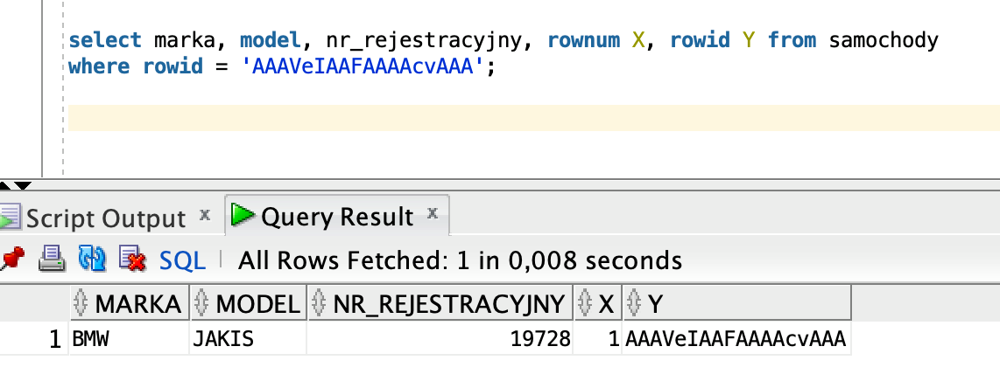 select marka, model, nr_rejestracyjny, rownum X, rowid Y from samochody
where rowid = 'AAAVeIAAFAAAAcvAAA';
Script Output x
Query Result x
SQL All Rows Fetched: 1 in 0,008 seconds
MARKA MODEL NR_REJESTRACYJNY X Y
1 BMW JAKIS 19728 1 AAAVeIAAFAAAAcvAAA